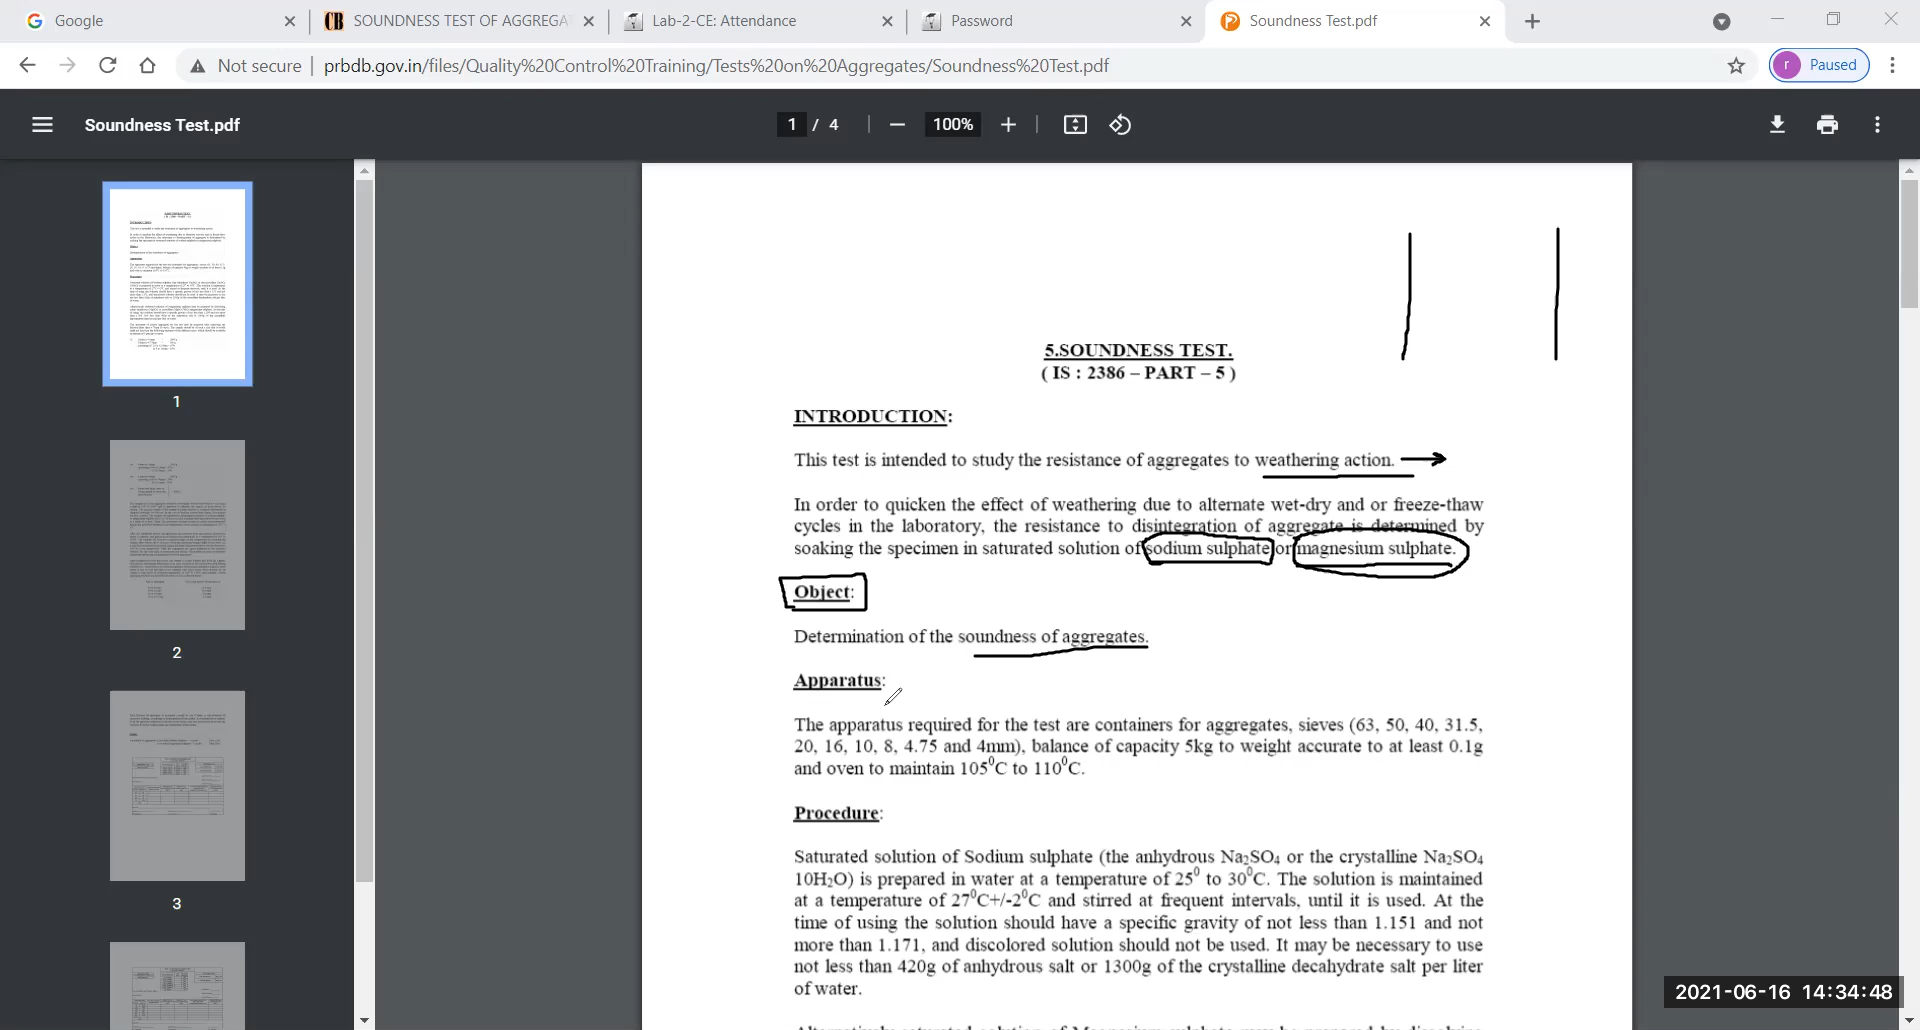 Google
SOUNDNESS TEST OF AGGREGA
Lab-2-CE: Attendance
Password
Soundness Test.pdf
Not secure
prbdb.gov.in/files/Quality%20Control%20Training/Tests%20on%20Aggregates/Soundness%20Test.pdf
r Paused
Soundness Test.pdf
1 / 4
100%
1
2
3
5.SOUNDNESS TEST.
( IS : 2386 – PART – 5 )
INTRODUCTION:
This test is intended to study the resistance of aggregates to weathering action.
In order to quicken the effect of weathering due to alternate wet-dry and or freeze-thaw
cycles in the laboratory, the resistance to disintegration of aggregate is determined by
soaking the specimen in saturated solution of sodium sulphate or magnesium sulphate.
Object:
Determination of the soundness of aggregates.
Apparatus:
The apparatus required for the test are containers for aggregates, sieves (63, 50, 40, 31.5,
20, 16, 10, 8, 4.75 and 4mm), balance of capacity 5kg to weight accurate to at least 0.1g
and oven to maintain 105⁰C to 110⁰C.
Procedure:
Saturated solution of Sodium sulphate (the anhydrous Na₂SO₄ or the crystalline Na₂SO₄
10H₂O) is prepared in water at a temperature of 25⁰ to 30⁰C. The solution is maintained
at a temperature of 27⁰C+/-2⁰C and stirred at frequent intervals, until it is used. At the
time of using the solution should have a specific gravity of not less than 1.151 and not
more than 1.171, and discolored solution should not be used. It may be necessary to use
not less than 420g of anhydrous salt or 1300g of the crystalline decahydrate salt per liter
of water.
2021-06-16 14:34:48